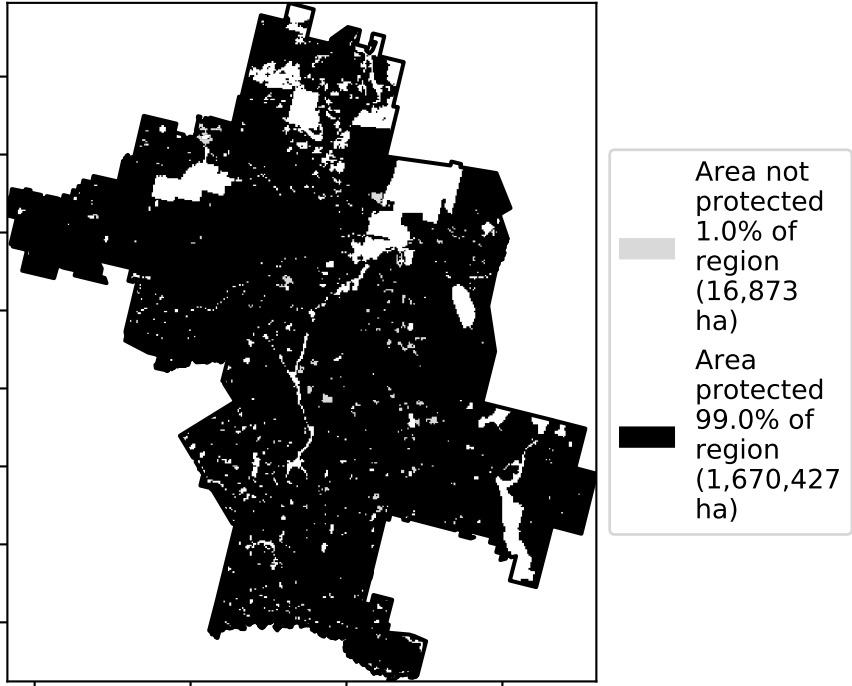 Area not
protected
1.0% of
region
(16,873
ha)
Area
protected
99.0% of
region
(1,670,427
ha)